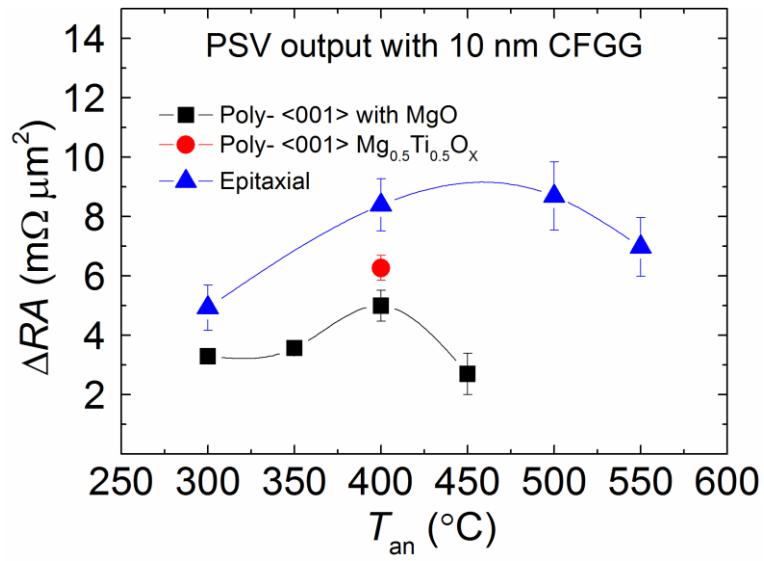 PSV output with 10 nm CFGG
Poly- <001> with MgO
Poly- <001> Mg0.5Ti0.5OX
Epitaxial
14
12
10
8
6
4
2
ΔRA (mΩ μm²)
250 300 350 400 450 500 550 600
Tan (°C)